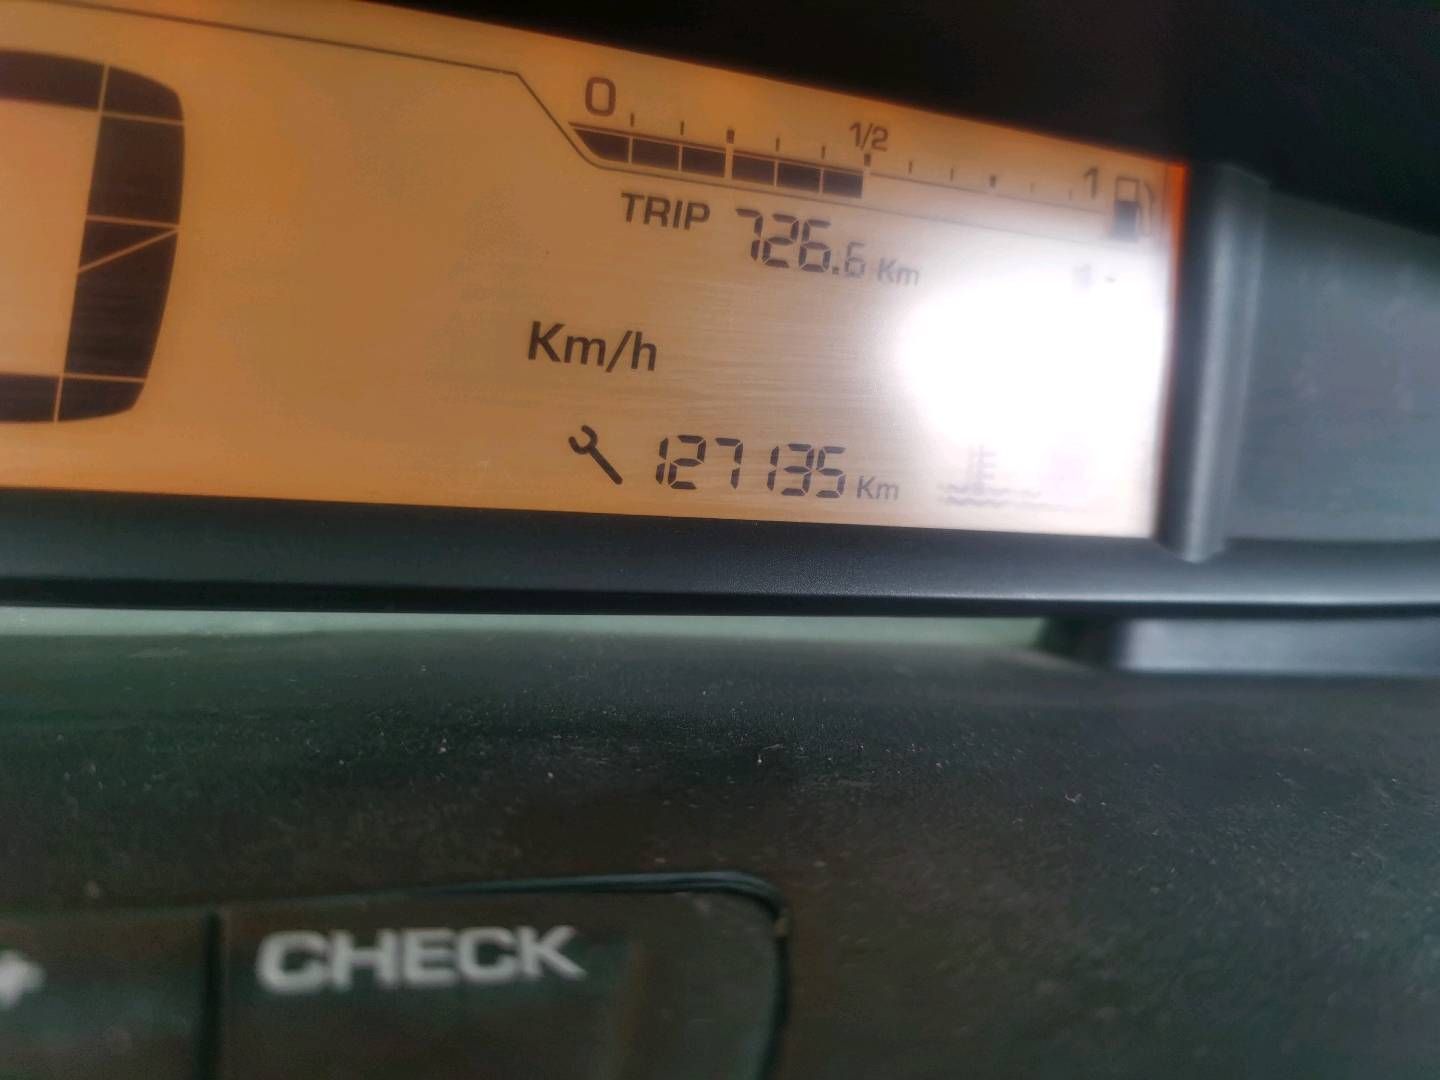 0 1/2 1
TRIP 726.6 Km
Km/h
127135 Km
CHECK